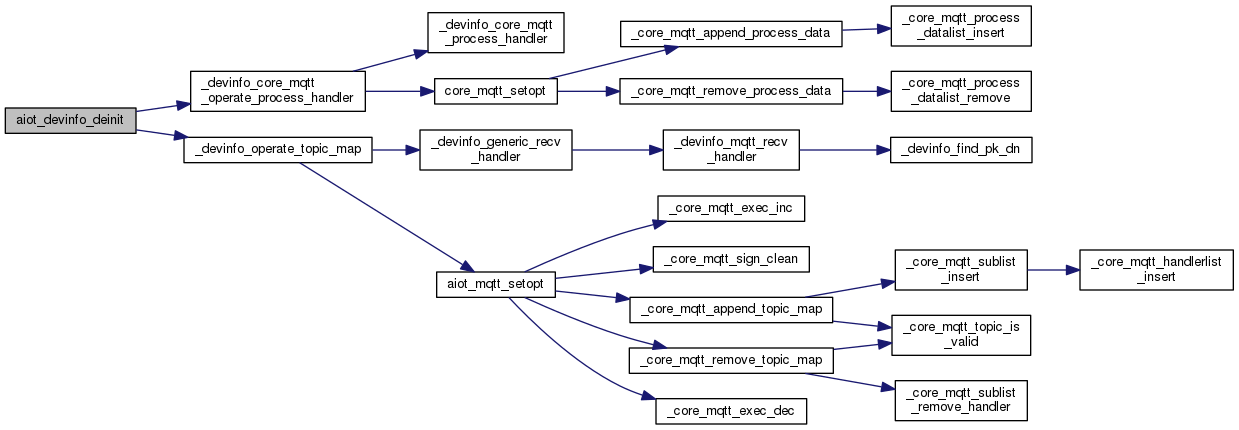 aiot_devinfo_deinit
_devinfo_core_mqtt
_operate_process_handler
_devinfo_operate_topic_map
_devinfo_core_mqtt
_process_handler
core_mqtt_setopt
_devinfo_generic_recv
_handler
aiot_mqtt_setopt
_core_mqtt_append_process_data
_core_mqtt_remove_process_data
_devinfo_mqtt_recv
_handler
_core_mqtt_exec_inc
_core_mqtt_sign_clean
_core_mqtt_append_topic_map
_core_mqtt_remove_topic_map
_core_mqtt_exec_dec
_core_mqtt_process
_datalist_insert
_core_mqtt_process
_datalist_remove
_devinfo_find_pk_dn
_core_mqtt_sublist
_insert
_core_mqtt_topic_is
_valid
_core_mqtt_sublist
_remove_handler
_core_mqtt_handlerlist
_insert